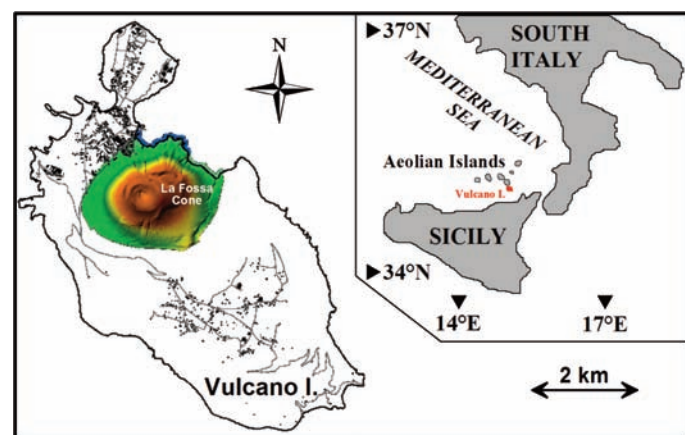 N
La Fossa
Cone
Vulcano I.
37°N
SOUTH
ITALY
MEDITERRANEAN
SEA
Aeolian Islands
Vulcano I.
SICILY
34°N
14°E
17°E
2 km